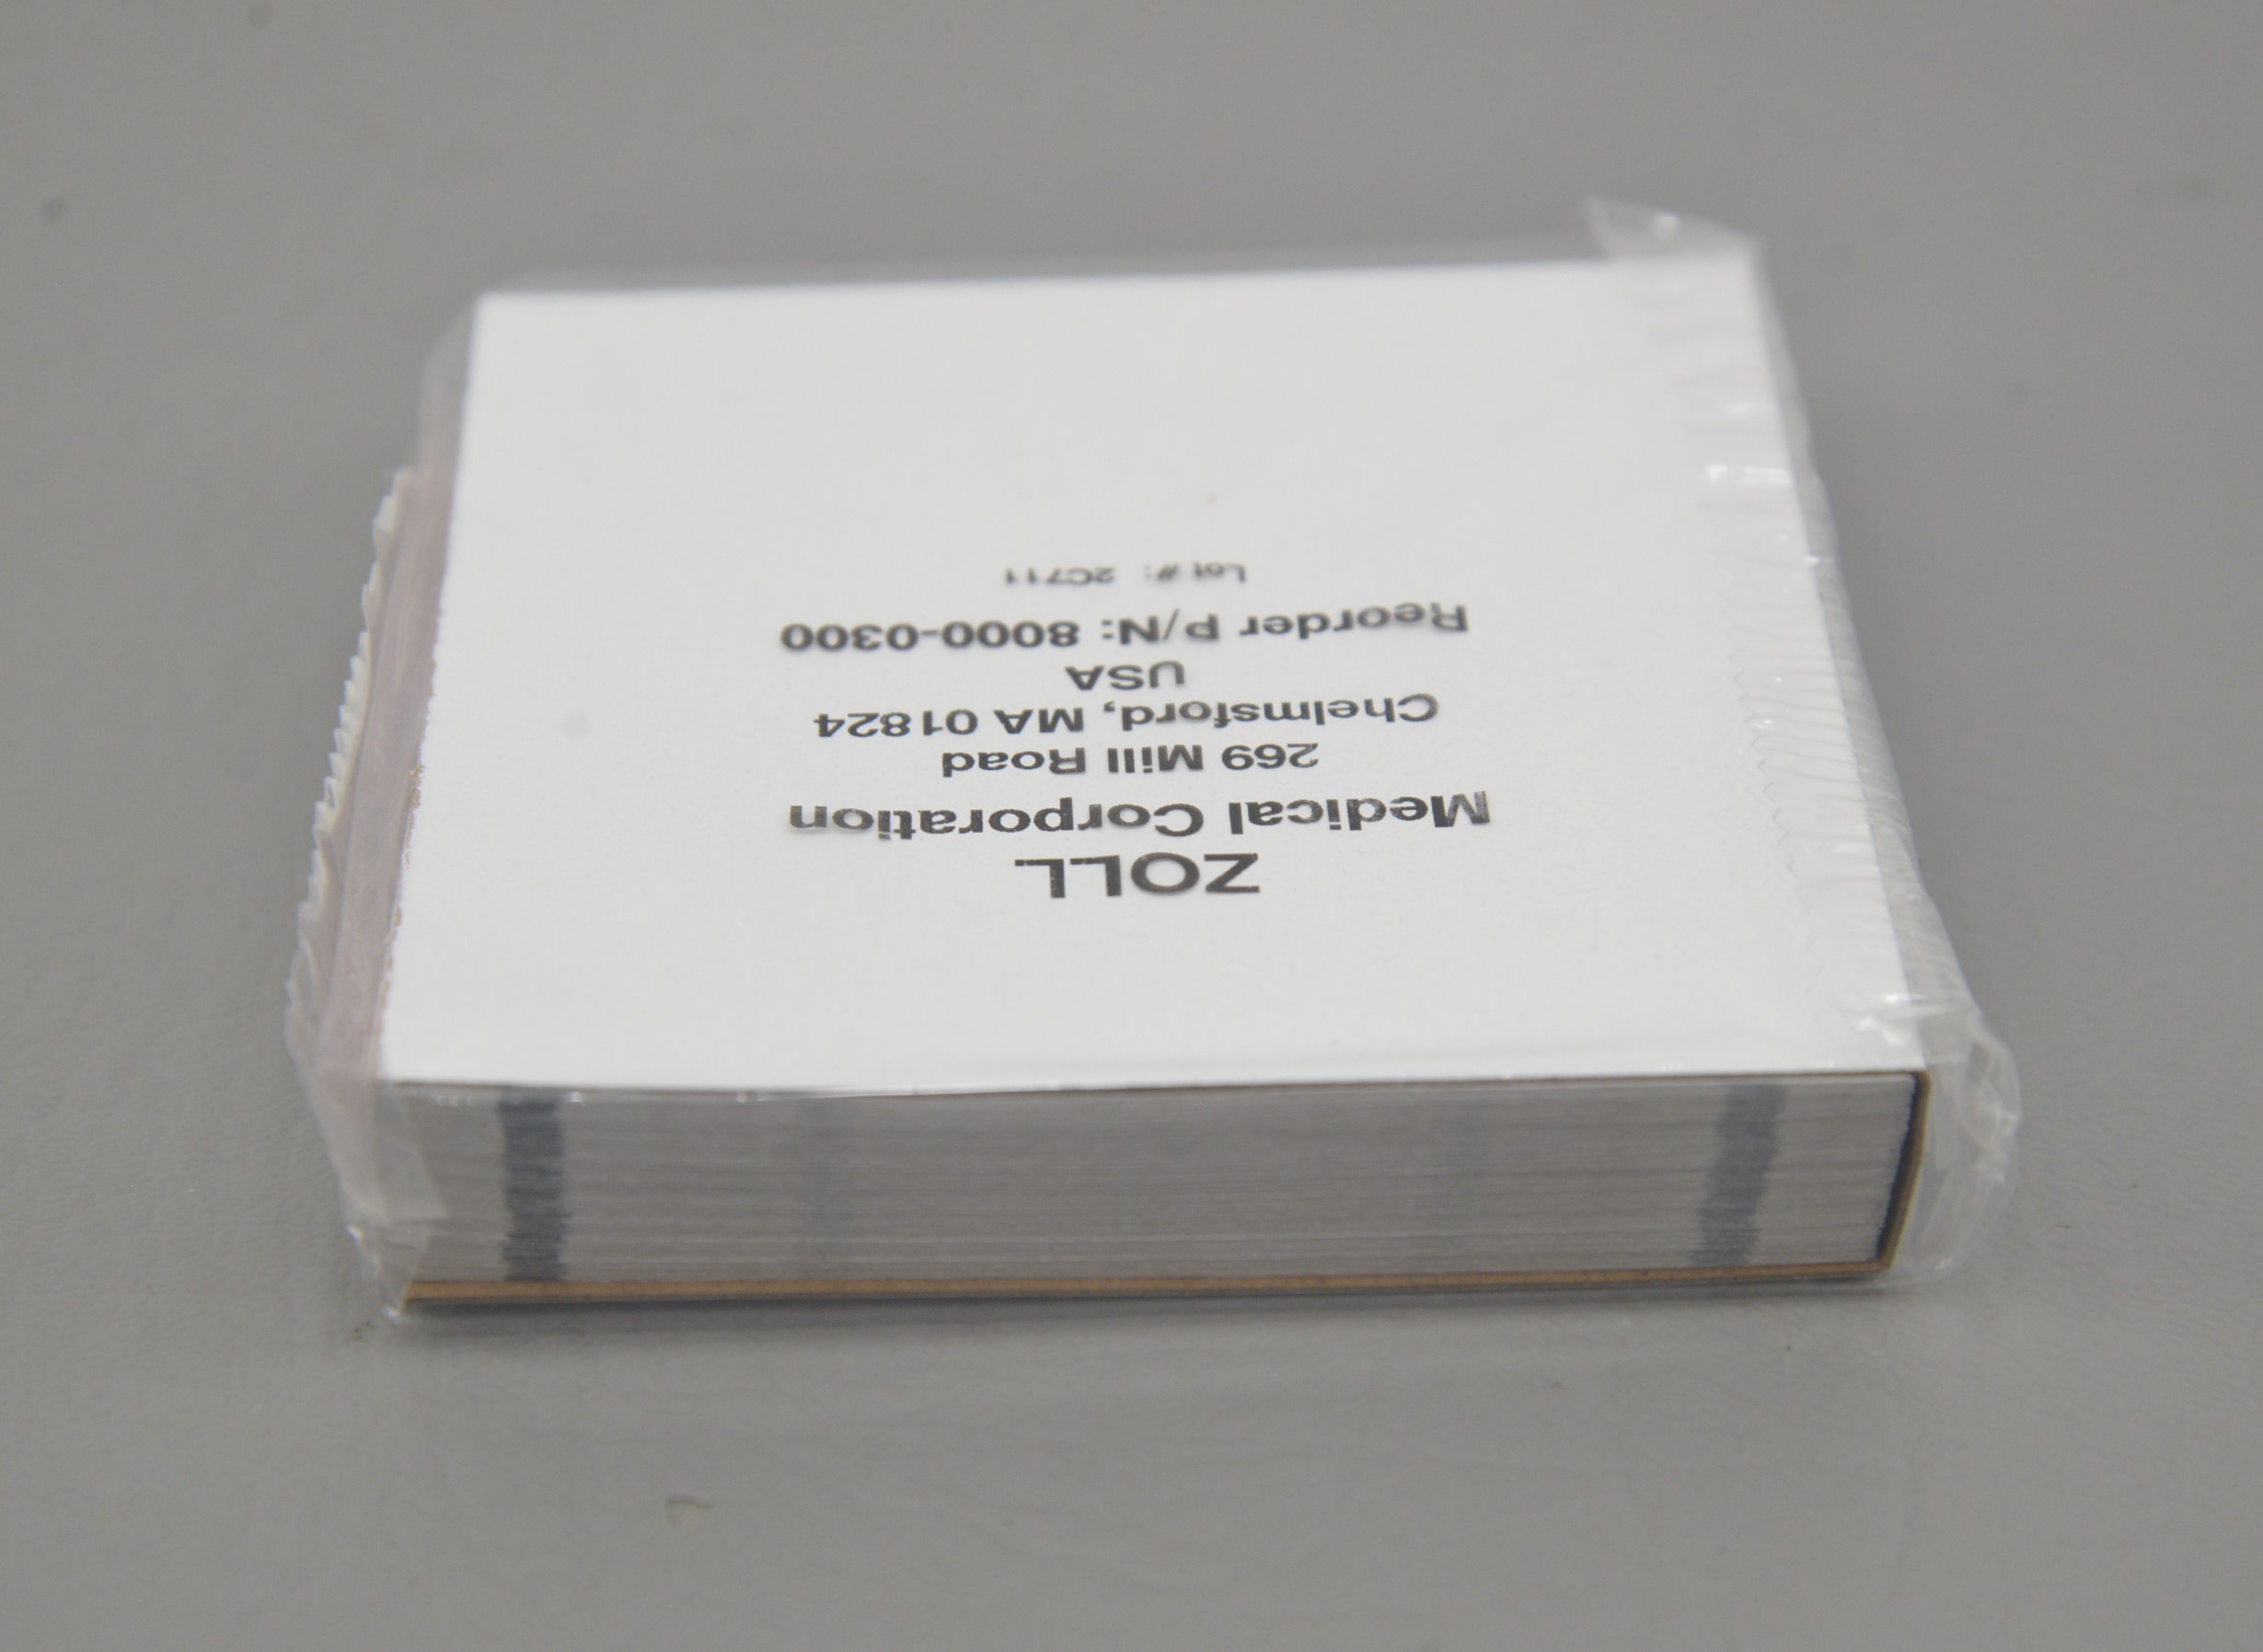 ZOLL
Medical Corporation
269 Mill Road
Chelmsford, MA 01824
USA
Reorder P/N: 8000-0300
Lot #: 2C711